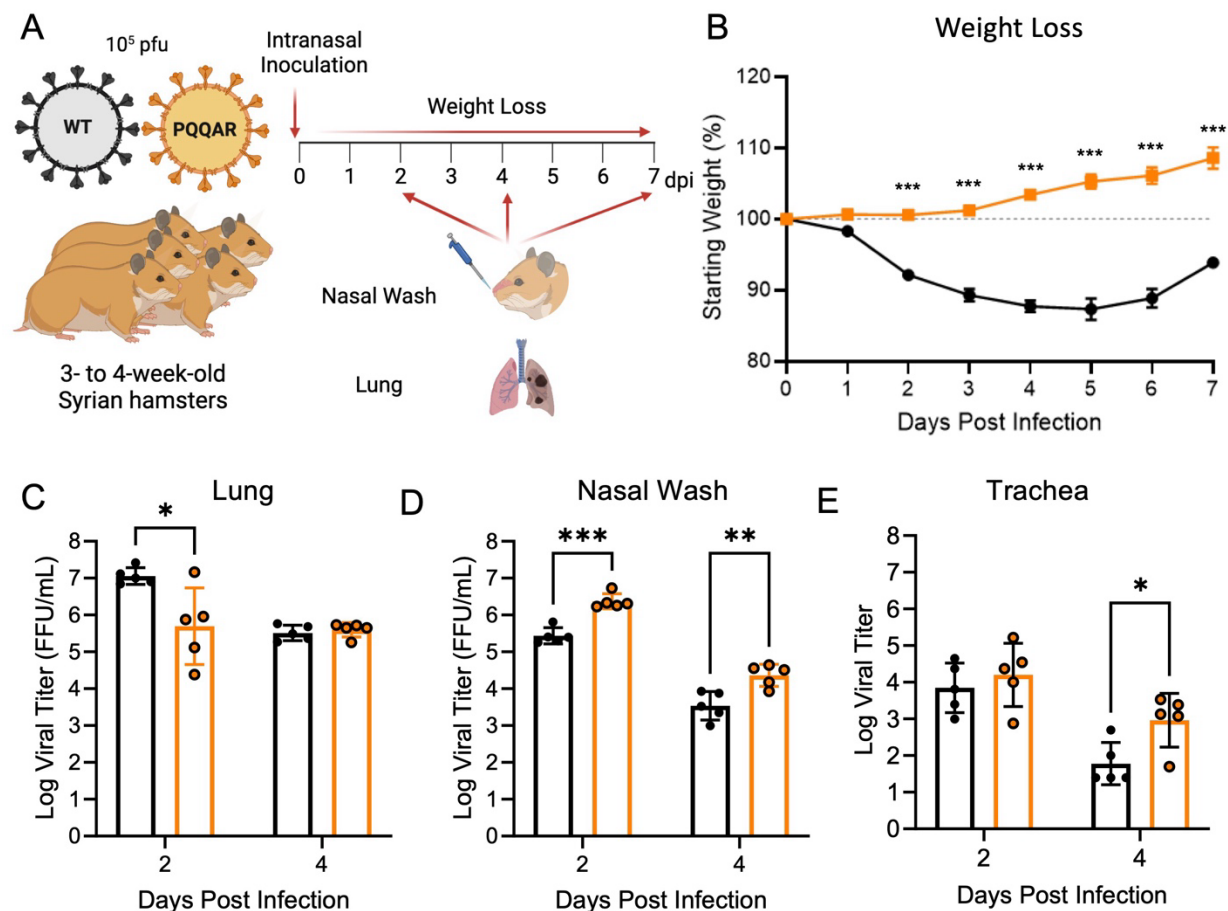 A
10⁵ pfu
WT
PQQAR
3- to 4-week-old
Syrian hamsters
Intranasal
Inoculation
Weight Loss
0 1 2 3 4 5 6 7 dpi
Nasal Wash
Lung
B
Weight Loss
Starting Weight (%)
120
110
100
90
80
*** *** *** *** *** ***
0 1 2 3 4 5 6 7
Days Post Infection
C
Lung
Log Viral Titer (FFU/mL)
8
7
6
5
4
3
2
1
0
*
2 4
Days Post Infection
D
Nasal Wash
Log Viral Titer (FFU/mL)
8
7
6
5
4
3
2
1
0
*** **
2 4
Days Post Infection
E
Trachea
Log Viral Titer
8
7
6
5
4
3
2
1
0
*
2 4
Days Post Infection